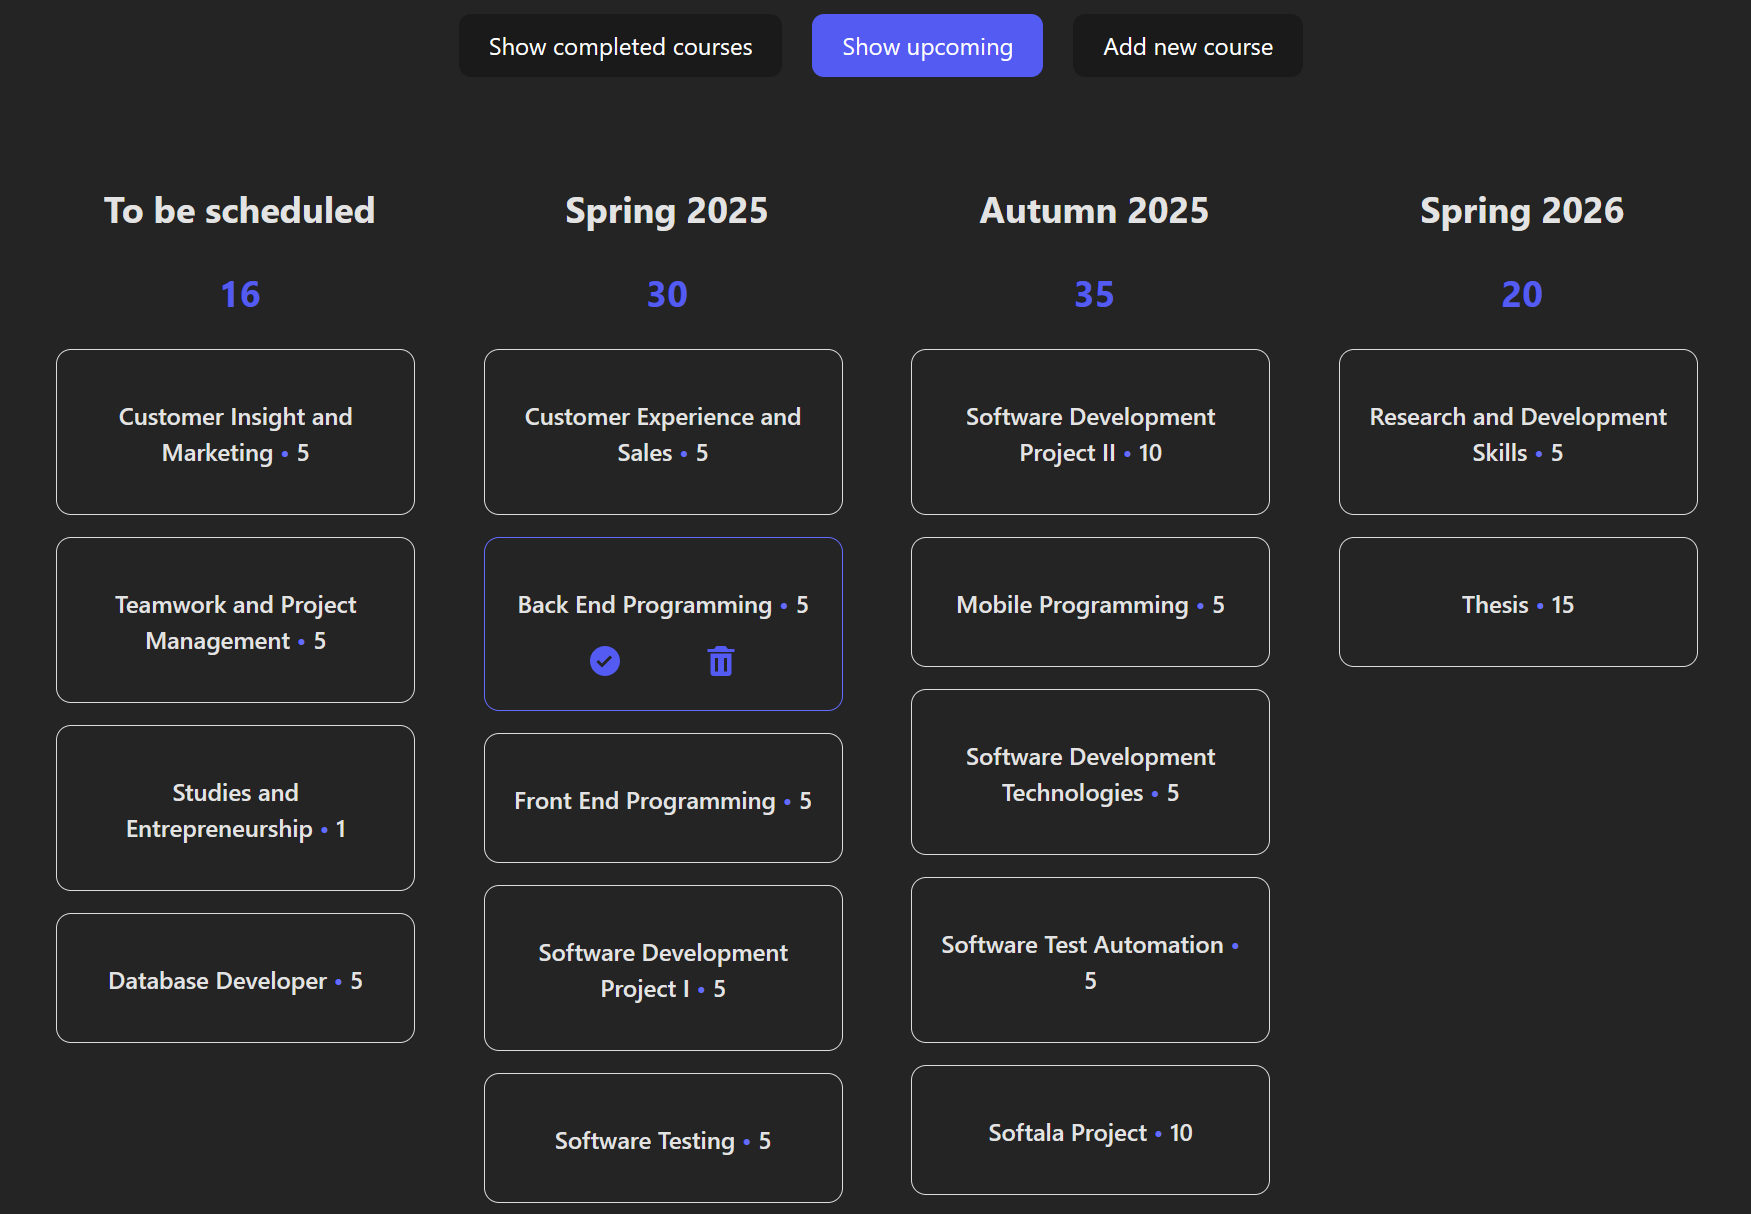 Show completed courses
Show upcoming
Add new course
To be scheduled
16
Customer Insight and
Marketing • 5
Teamwork and Project
Management • 5
Studies and
Entrepreneurship • 1
Database Developer • 5
Spring 2025
30
Customer Experience and
Sales • 5
Back End Programming • 5
Front End Programming • 5
Software Development
Project I • 5
Software Testing • 5
Autumn 2025
35
Software Development
Project II • 10
Mobile Programming • 5
Software Development
Technologies • 5
Software Test Automation •
5
Softala Project • 10
Spring 2026
20
Research and Development
Skills • 5
Thesis • 15